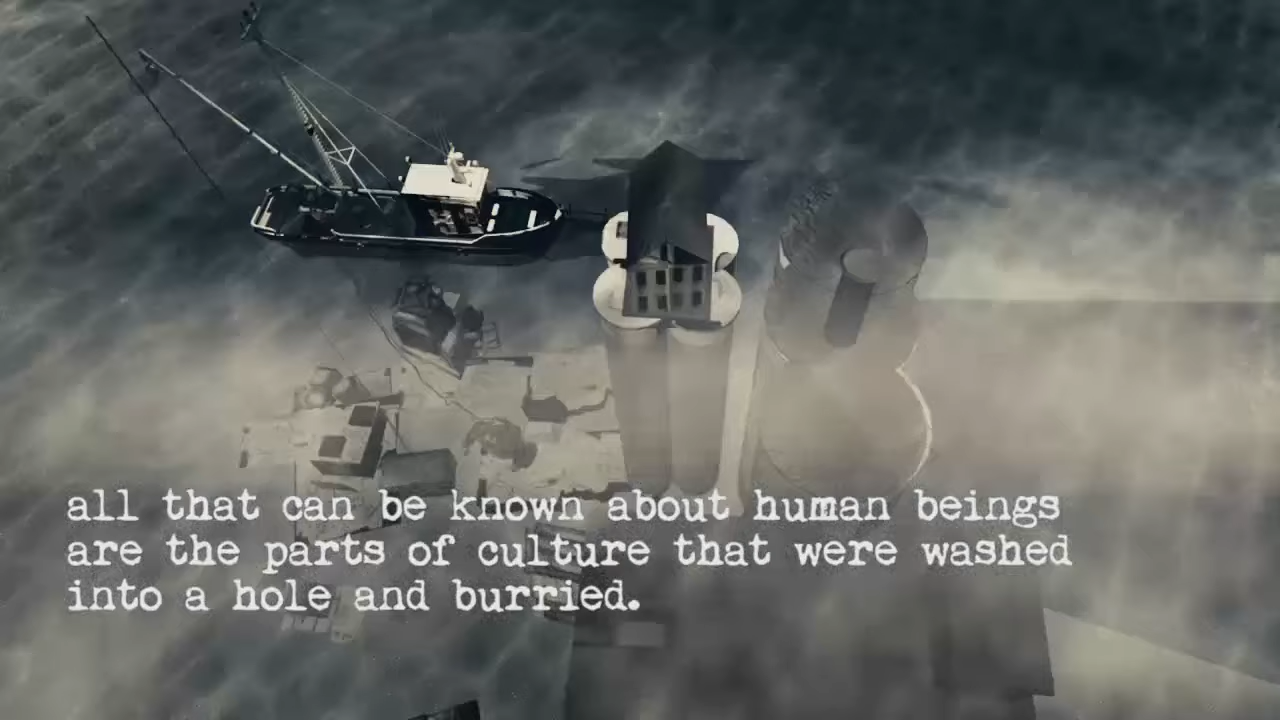 all that can be known about human beings
are the parts of culture that were washed
into a hole and burried.